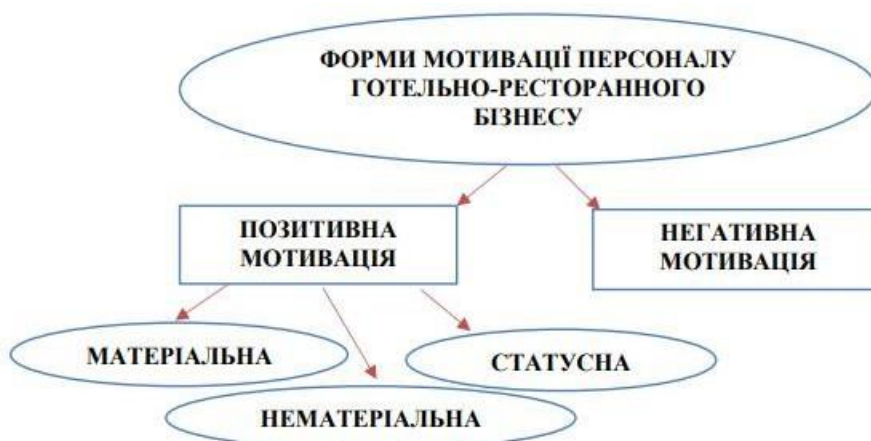 ФОРМИ МОТИВАЦІЇ ПЕРСОНАЛУ
ГОТЕЛЬНО-РЕСТОРАННОГО
БІЗНЕСУ
ПОЗИТИВНА
МОТИВАЦІЯ
НЕГАТИВНА
МОТИВАЦІЯ
МАТЕРІАЛЬНА
СТАТУСНА
НЕМАТЕРІАЛЬНА